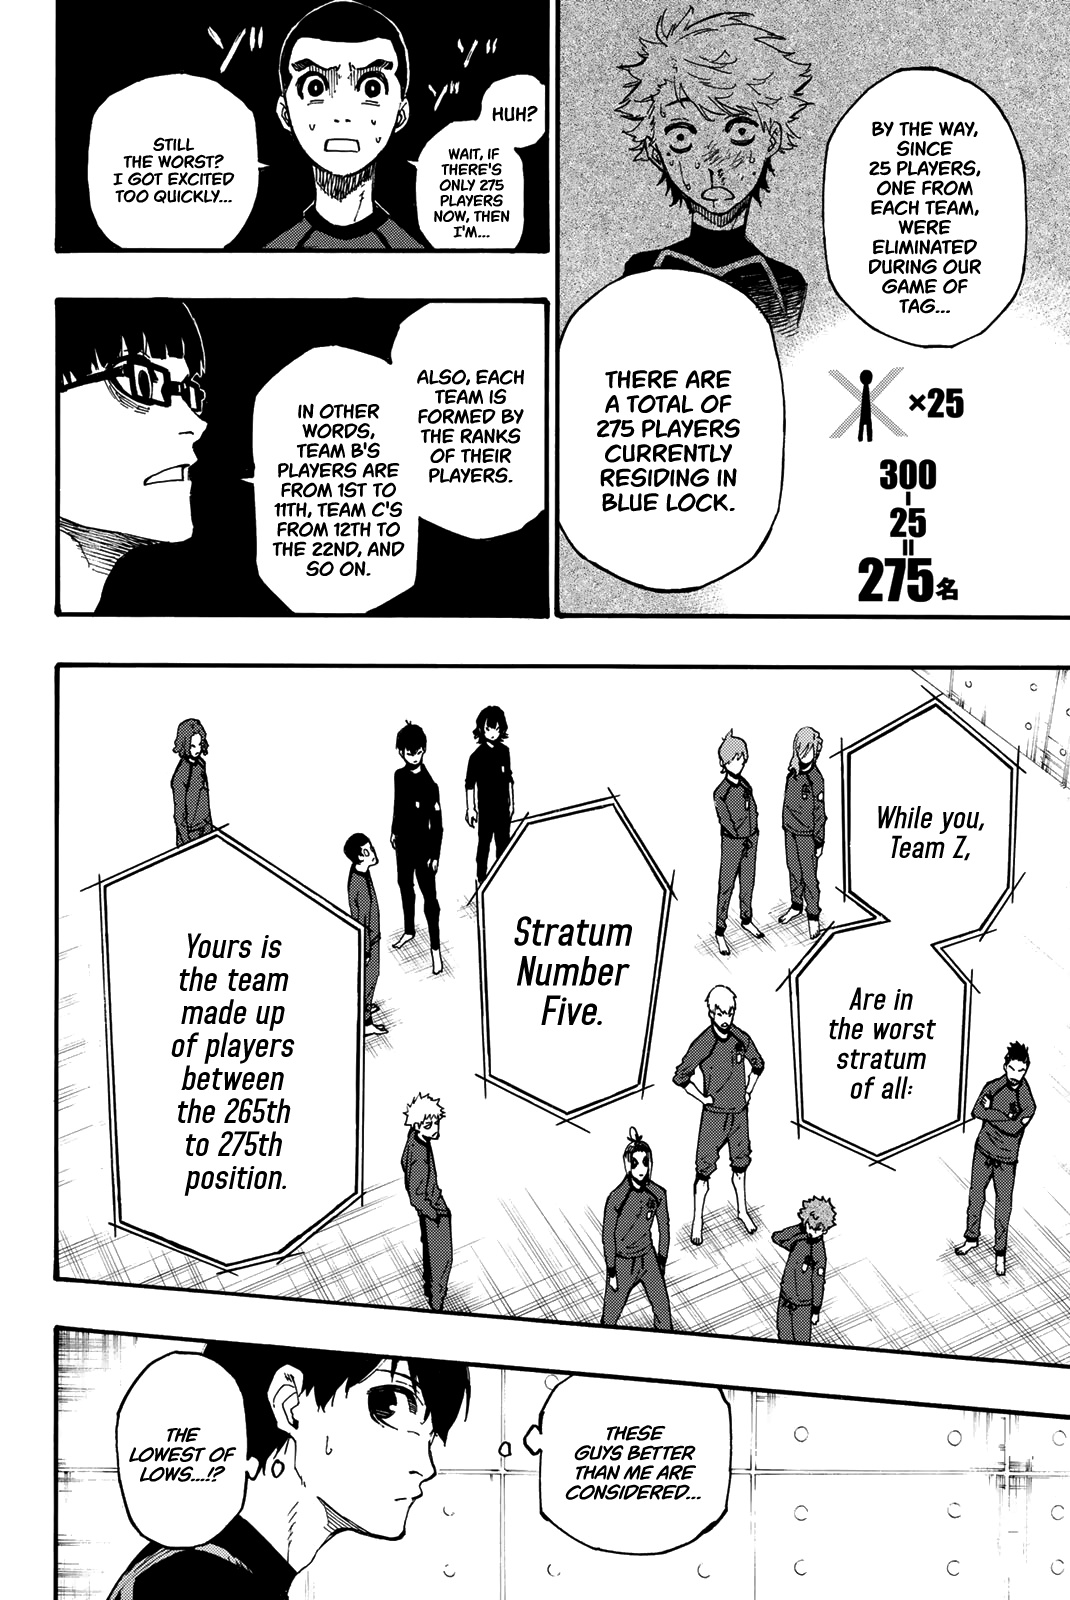 BY THE WAY,
SINCE
25 PLAYERS,
ONE FROM
EACH TEAM,
WERE
ELIMINATED
DURING OUR
GAME OF
TAG...
THERE ARE
A TOTAL OF
275 PLAYERS
CURRENTLY
RESIDING IN
BLUE LOCK.
×25
300
-
25
=
275名
HUH?
WAIT, IF
THERE'S
ONLY 275
PLAYERS
NOW, THEN
I'M...
STILL
THE WORST?
I GOT EXCITED
TOO QUICKLY...
ALSO, EACH
TEAM IS
FORMED BY
THE RANKS
OF THEIR
PLAYERS.
IN OTHER
WORDS,
TEAM B'S
PLAYERS ARE
FROM 1ST TO
11TH, TEAM C'S
FROM 12TH TO
THE 22ND, AND
SO ON.
While you,
Team Z,
Are in
the worst
stratum
of all:
Stratum
Number
Five.
Yours is
the team
made up
of players
between
the 265th
to 275th
position.
THESE
GUYS BETTER
THAN ME ARE
CONSIDERED...
THE
LOWEST OF
LOWS...!?